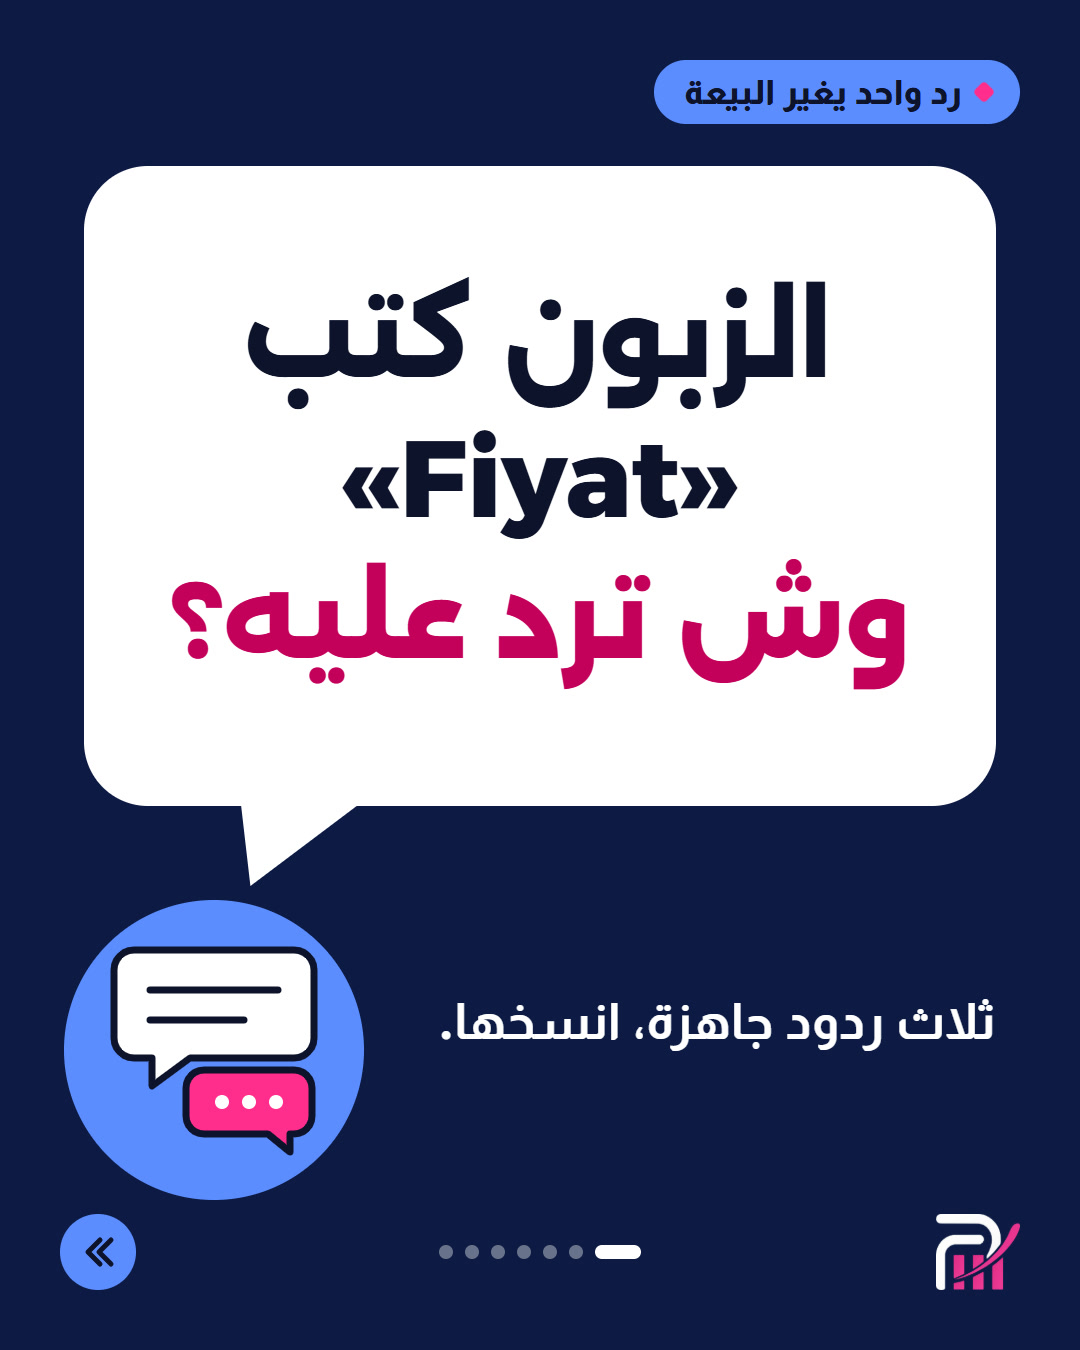 رد واحد يغير البيعة
الزبون كتب
«Fiyat»
وش ترد عليه؟
ثلاث ردود جاهزة، انسخها.